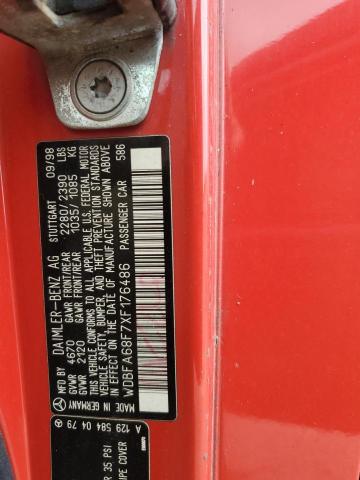 MFD BY DAIMLER-BENZ AG STUTTGART 09/98
GVWR 4670 GAWR FRONT/REAR 2280/2390 LBS
GVWR 2120 GAWR FRONT/REAR 1035/1085 KG
THIS VEHICLE CONFORMS TO ALL APPLICABLE U.S. FEDERAL MOTOR
VEHICLE SAFETY, BUMPER, AND THEFT PREVENTION STANDARDS
IN EFFECT ON THE DATE OF MANUFACTURE SHOWN ABOVE
WDBFA68F7XF176486 PASSENGER CAR 586
MADE IN GERMANY
A 129 584 04 79
R 35 PSI
IPE COVER